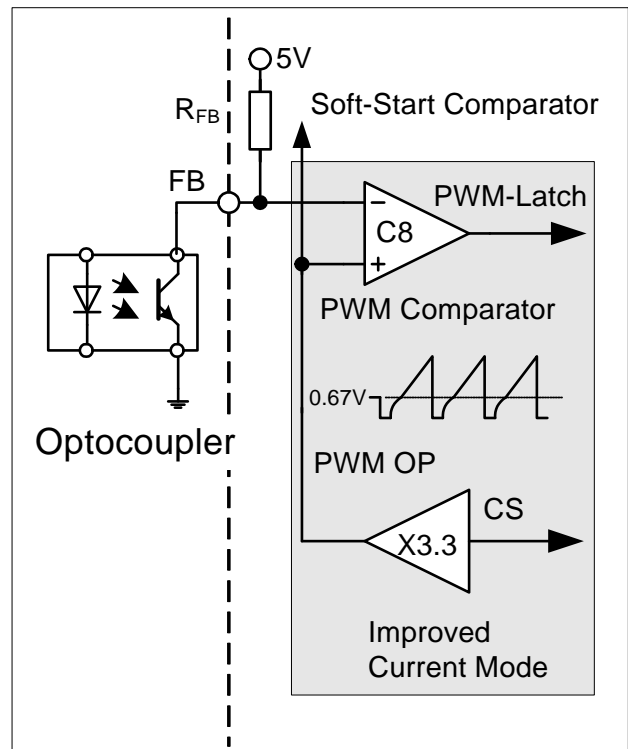 5V
R_FB
Soft-Start Comparator
FB
PWM-Latch
−
C8
+
PWM Comparator
0.67V
Optocoupler
PWM OP
CS
X3.3
Improved
Current Mode